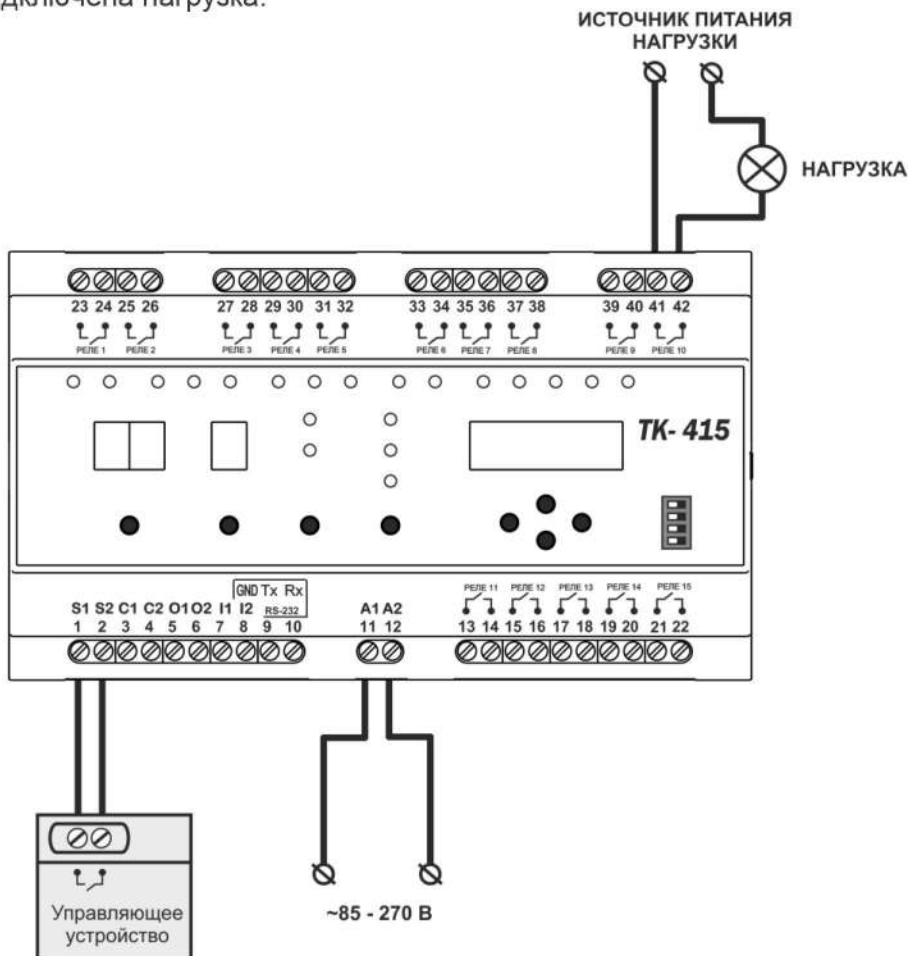 дключена нагрузка.
ИСТОЧНИК ПИТАНИЯ
НАГРУЗКИ
НАГРУЗКА
23 24 25 26 27 28 29 30 31 32 33 34 35 36 37 38 39 40 41 42
РЕЛЕ 1 РЕЛЕ 2 РЕЛЕ 3 РЕЛЕ 4 РЕЛЕ 5 РЕЛЕ 6 РЕЛЕ 7 РЕЛЕ 8 РЕЛЕ 9 РЕЛЕ 10
ТК- 415
РЕЛЕ 11 РЕЛЕ 12 РЕЛЕ 13 РЕЛЕ 14 РЕЛЕ 15
GND Tx Rx
S1 S2 C1 C2 O1 O2 I1 I2 RS-232 A1 A2
1 2 3 4 5 6 7 8 9 10 11 12 13 14 15 16 17 18 19 20 21 22
Управляющее
устройство
~85 - 270 В